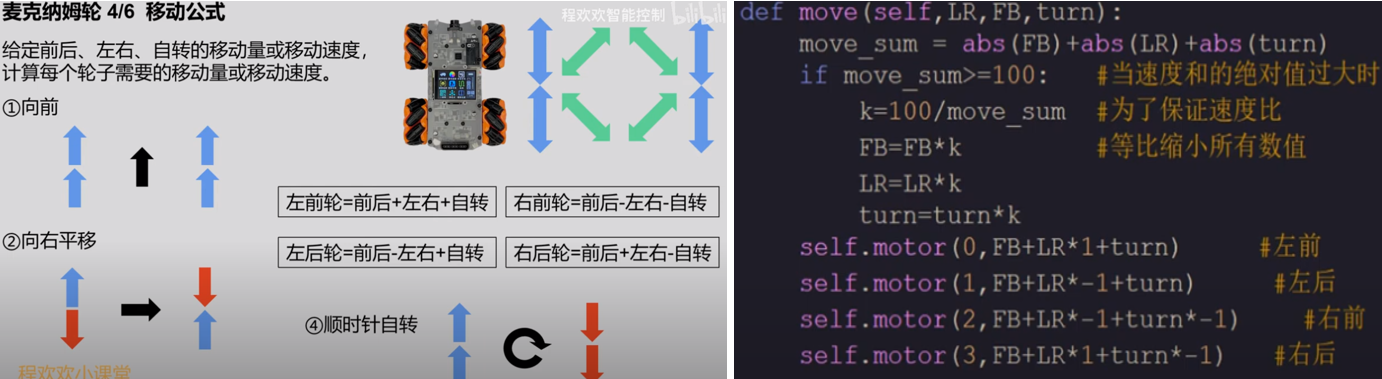 麦克纳姆轮 4/6 移动公式
程欢欢智能控制 bilibili
给定前后、左右、自转的移动量或移动速度，
计算每个轮子需要的移动量或移动速度。
①向前
左前轮=前后+左右+自转
右前轮=前后-左右-自转
左后轮=前后-左右+自转
右后轮=前后+左右-自转
②向右平移
④顺时针自转
程欢欢小课堂
def move(self,LR,FB,turn):
move_sum = abs(FB)+abs(LR)+abs(turn)
if move_sum>=100: #当速度和的绝对值过大时
k=100/move_sum #为了保证速度比
FB=FB*k #等比缩小所有数值
LR=LR*k
turn=turn*k
self.motor(0,FB+LR*1+turn) #左前
self.motor(1,FB+LR*-1+turn) #左后
self.motor(2,FB+LR*-1+turn*-1) #右前
self.motor(3,FB+LR*1+turn*-1) #右后